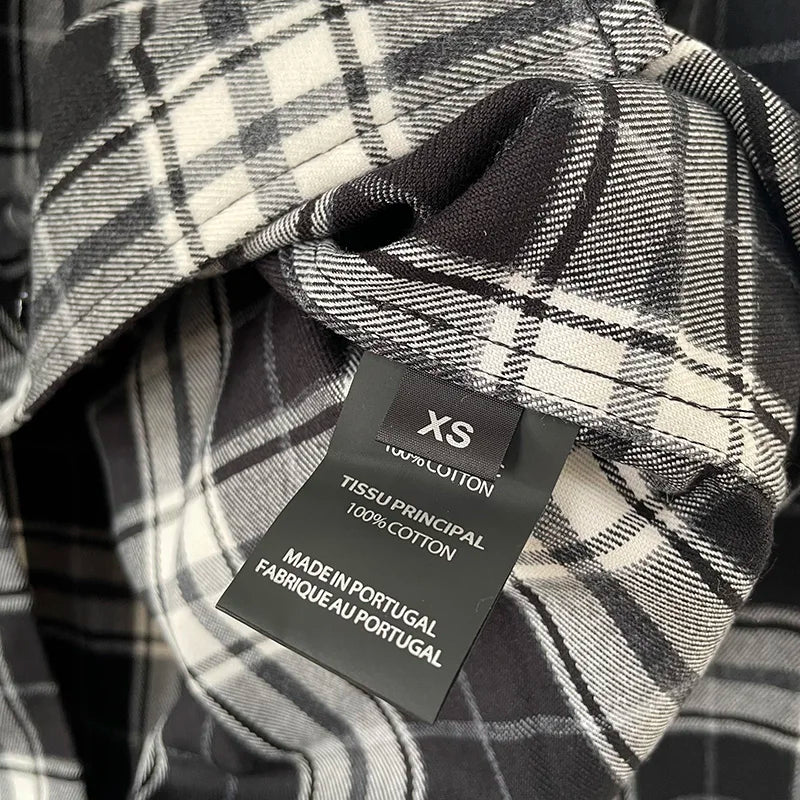 XS
100% COTTON
TISSU PRINCIPAL
100% COTTON
MADE IN PORTUGAL
FABRIQUE AU PORTUGAL